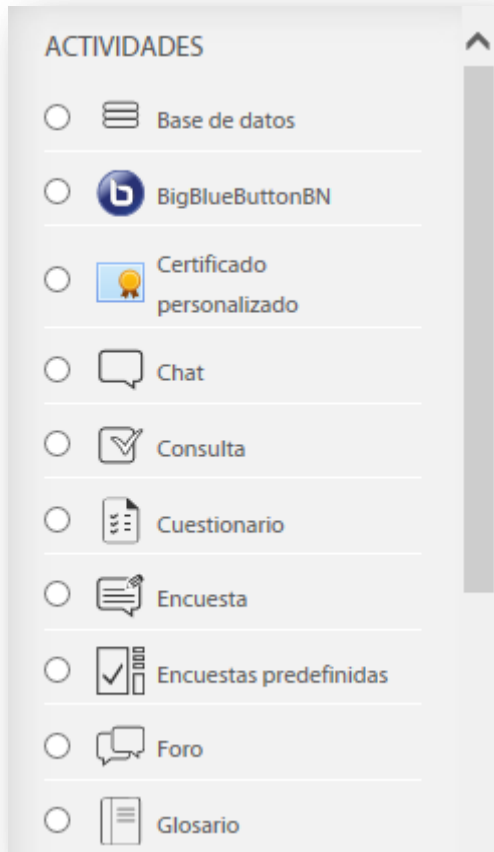 ACTIVIDADES
Base de datos
BigBlueButtonBN
Certificado
personalizado
Chat
Consulta
Cuestionario
Encuesta
Encuestas predefinidas
Foro
Glosario